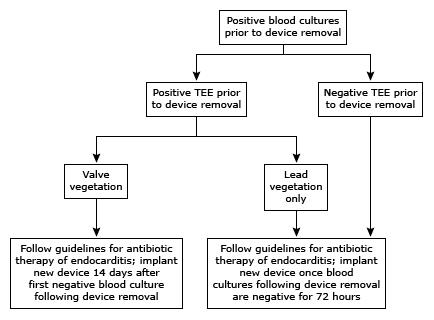 Positive blood cultures
prior to device removal
Positive TEE prior
to device removal
Negative TEE prior
to device removal
Valve
vegetation
Lead
vegetation
only
Follow guidelines for antibiotic
therapy of endocarditis; implant
new device 14 days after
first negative blood culture
following device removal
Follow guidelines for antibiotic
therapy of endocarditis; implant
new device once blood
cultures following device removal
are negative for 72 hours